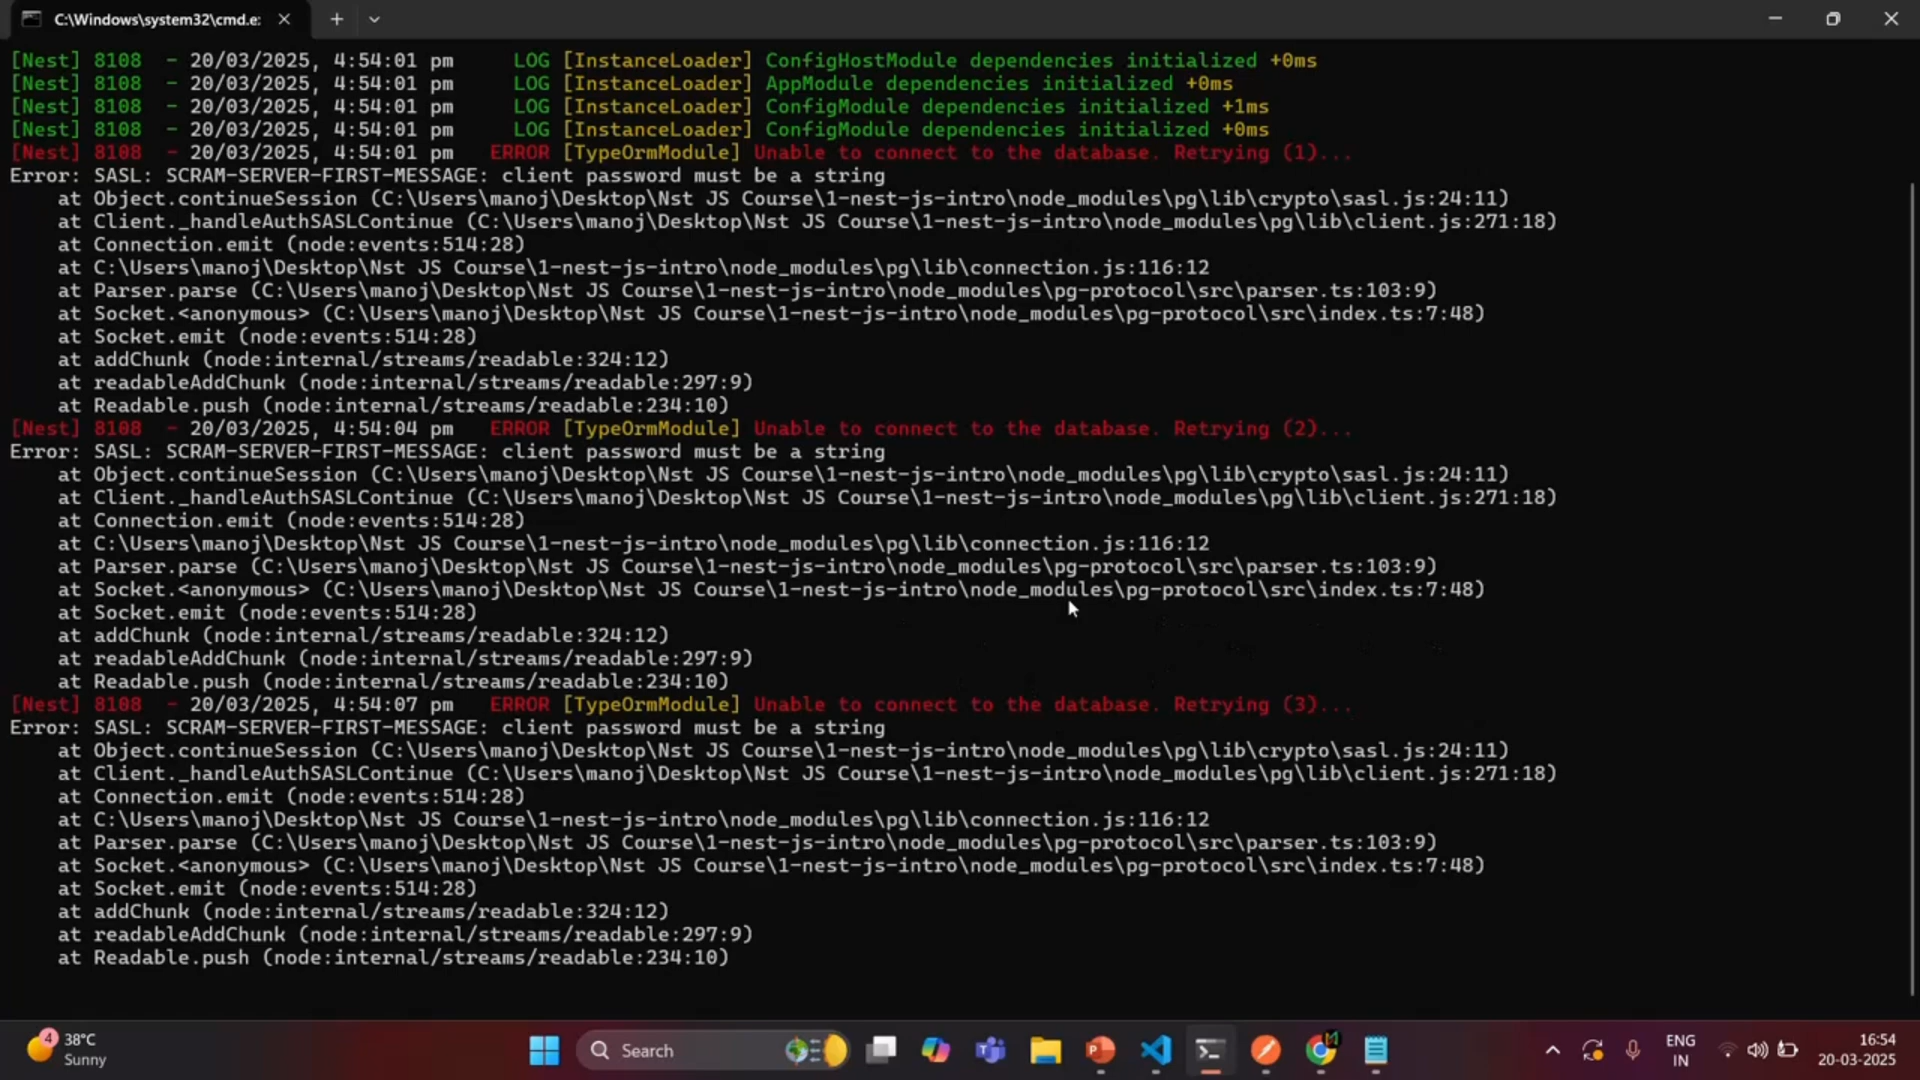 C:\Windows\system32\cmd.e:
[Nest] 8108  - 20/03/2025, 4:54:01 pm     LOG [InstanceLoader] ConfigHostModule dependencies initialized +0ms
[Nest] 8108  - 20/03/2025, 4:54:01 pm     LOG [InstanceLoader] AppModule dependencies initialized +0ms
[Nest] 8108  - 20/03/2025, 4:54:01 pm     LOG [InstanceLoader] ConfigModule dependencies initialized +1ms
[Nest] 8108  - 20/03/2025, 4:54:01 pm     LOG [InstanceLoader] ConfigModule dependencies initialized +0ms
[Nest] 8108  - 20/03/2025, 4:54:01 pm   ERROR [TypeOrmModule] Unable to connect to the database. Retrying (1)...
Error: SASL: SCRAM-SERVER-FIRST-MESSAGE: client password must be a string
    at Object.continueSession (C:\Users\manoj\Desktop\Nst JS Course\1-nest-js-intro\node_modules\pg\lib\crypto\sasl.js:24:11)
    at Client._handleAuthSASLContinue (C:\Users\manoj\Desktop\Nst JS Course\1-nest-js-intro\node_modules\pg\lib\client.js:271:18)
    at Connection.emit (node:events:514:28)
    at C:\Users\manoj\Desktop\Nst JS Course\1-nest-js-intro\node_modules\pg\lib\connection.js:116:12
    at Parser.parse (C:\Users\manoj\Desktop\Nst JS Course\1-nest-js-intro\node_modules\pg-protocol\src\parser.ts:103:9)
    at Socket.<anonymous> (C:\Users\manoj\Desktop\Nst JS Course\1-nest-js-intro\node_modules\pg-protocol\src\index.ts:7:48)
    at Socket.emit (node:events:514:28)
    at addChunk (node:internal/streams/readable:324:12)
    at readableAddChunk (node:internal/streams/readable:297:9)
    at Readable.push (node:internal/streams/readable:234:10)
[Nest] 8108  - 20/03/2025, 4:54:04 pm   ERROR [TypeOrmModule] Unable to connect to the database. Retrying (2)...
Error: SASL: SCRAM-SERVER-FIRST-MESSAGE: client password must be a string
    at Object.continueSession (C:\Users\manoj\Desktop\Nst JS Course\1-nest-js-intro\node_modules\pg\lib\crypto\sasl.js:24:11)
    at Client._handleAuthSASLContinue (C:\Users\manoj\Desktop\Nst JS Course\1-nest-js-intro\node_modules\pg\lib\client.js:271:18)
    at Connection.emit (node:events:514:28)
    at C:\Users\manoj\Desktop\Nst JS Course\1-nest-js-intro\node_modules\pg\lib\connection.js:116:12
    at Parser.parse (C:\Users\manoj\Desktop\Nst JS Course\1-nest-js-intro\node_modules\pg-protocol\src\parser.ts:103:9)
    at Socket.<anonymous> (C:\Users\manoj\Desktop\Nst JS Course\1-nest-js-intro\node_modules\pg-protocol\src\index.ts:7:48)
    at Socket.emit (node:events:514:28)
    at addChunk (node:internal/streams/readable:324:12)
    at readableAddChunk (node:internal/streams/readable:297:9)
    at Readable.push (node:internal/streams/readable:234:10)
[Nest] 8108  - 20/03/2025, 4:54:07 pm   ERROR [TypeOrmModule] Unable to connect to the database. Retrying (3)...
Error: SASL: SCRAM-SERVER-FIRST-MESSAGE: client password must be a string
    at Object.continueSession (C:\Users\manoj\Desktop\Nst JS Course\1-nest-js-intro\node_modules\pg\lib\crypto\sasl.js:24:11)
    at Client._handleAuthSASLContinue (C:\Users\manoj\Desktop\Nst JS Course\1-nest-js-intro\node_modules\pg\lib\client.js:271:18)
    at Connection.emit (node:events:514:28)
    at C:\Users\manoj\Desktop\Nst JS Course\1-nest-js-intro\node_modules\pg\lib\connection.js:116:12
    at Parser.parse (C:\Users\manoj\Desktop\Nst JS Course\1-nest-js-intro\node_modules\pg-protocol\src\parser.ts:103:9)
    at Socket.<anonymous> (C:\Users\manoj\Desktop\Nst JS Course\1-nest-js-intro\node_modules\pg-protocol\src\index.ts:7:48)
    at Socket.emit (node:events:514:28)
    at addChunk (node:internal/streams/readable:324:12)
    at readableAddChunk (node:internal/streams/readable:297:9)
    at Readable.push (node:internal/streams/readable:234:10)
4
38°C
Sunny
Search
ENG
IN
16:54
20-03-2025